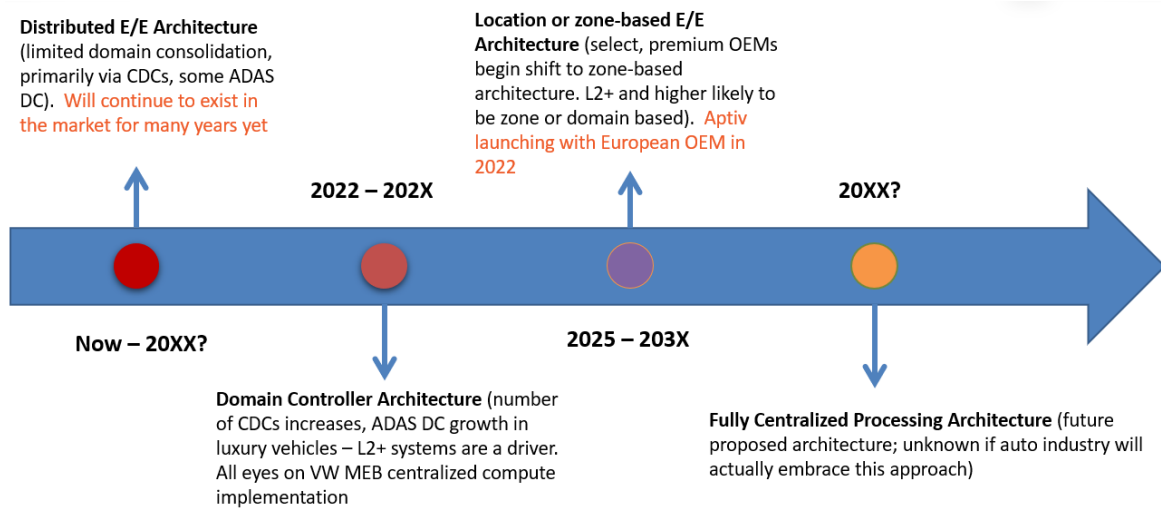 Distributed E/E Architecture
(limited domain consolidation,
primarily via CDCs, some ADAS
DC). Will continue to exist in
the market for many years yet
Location or zone-based E/E
Architecture (select, premium OEMs
begin shift to zone-based
architecture. L2+ and higher likely to
be zone or domain based). Aptiv
launching with European OEM in
2022
2022 – 202X
20XX?
Now – 20XX?
2025 – 203X
Domain Controller Architecture (number
of CDCs increases, ADAS DC growth in
luxury vehicles – L2+ systems are a driver.
All eyes on VW MEB centralized compute
implementation
Fully Centralized Processing Architecture (future
proposed architecture; unknown if auto industry will
actually embrace this approach)